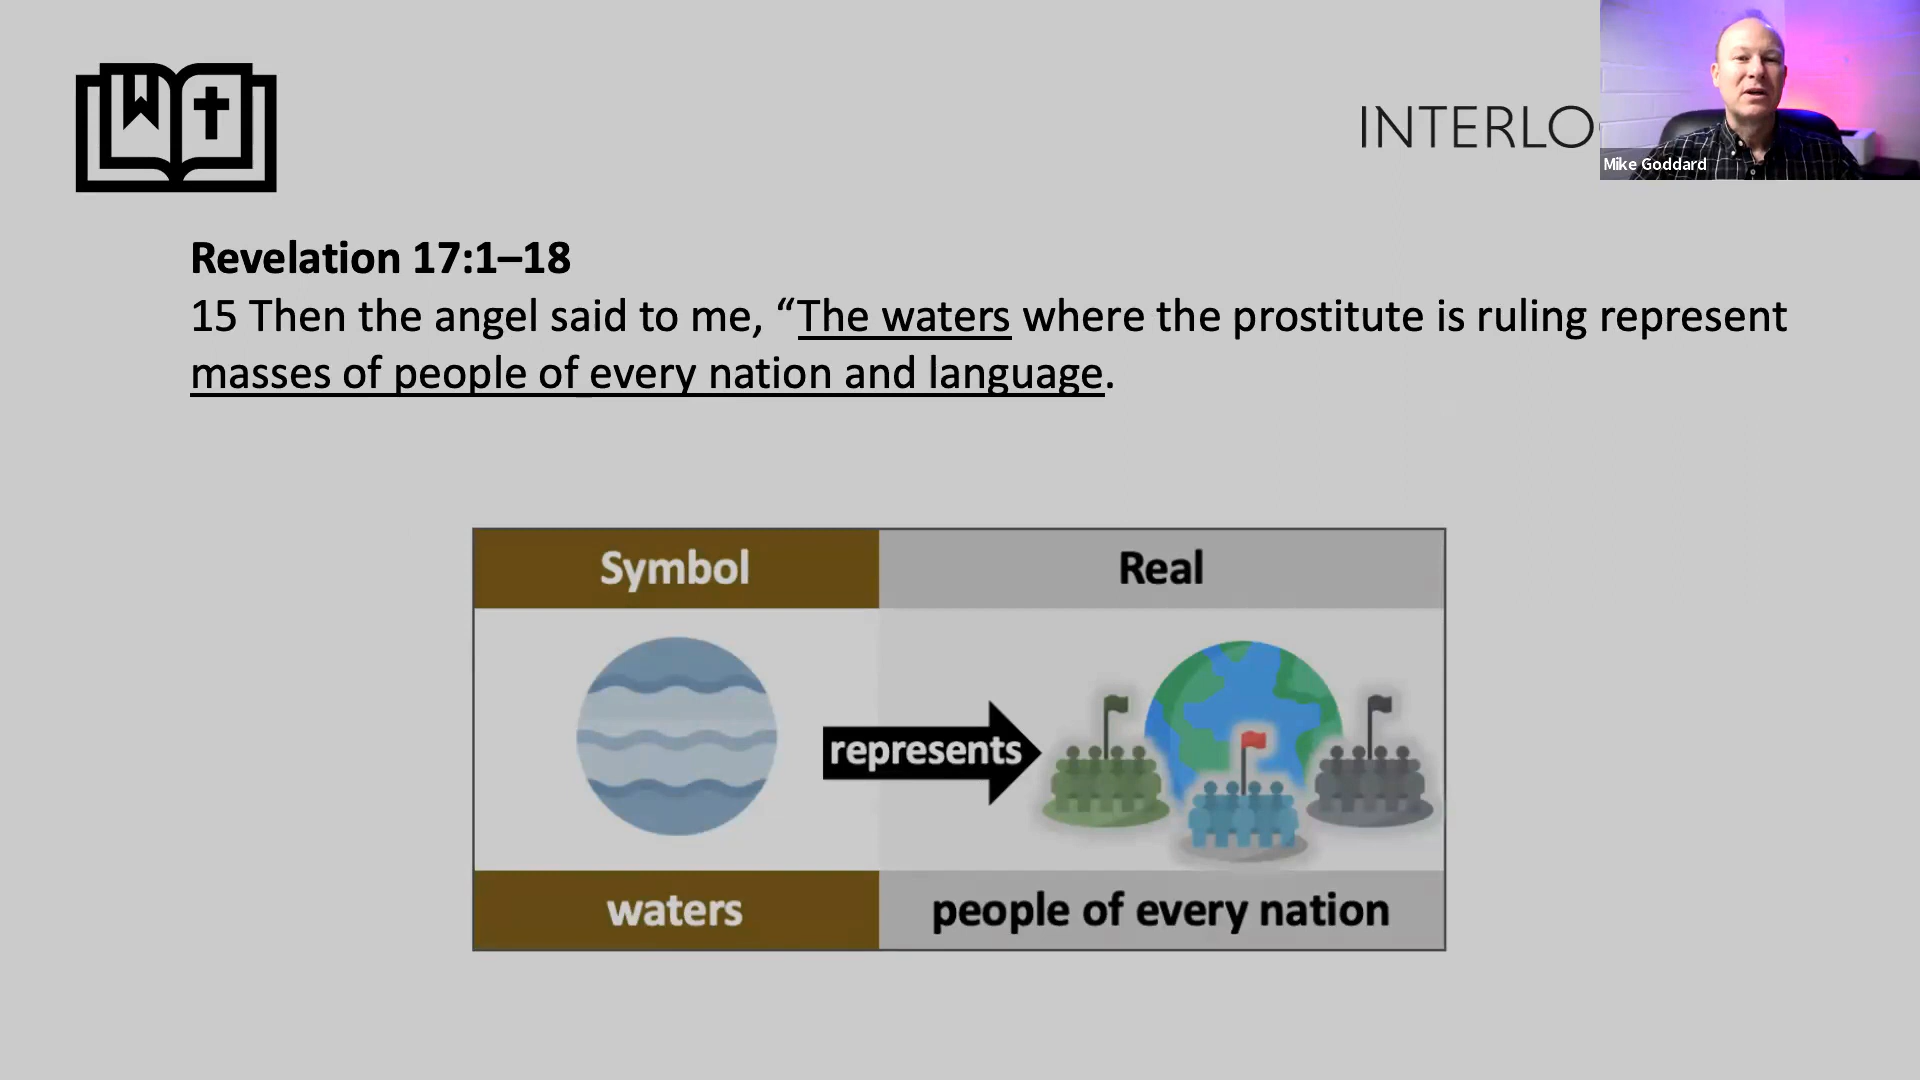 INTERLO
Mike Goddard
Revelation 17:1–18
15 Then the angel said to me, “The waters where the prostitute is ruling represent
masses of people of every nation and language.
Symbol
Real
represents
waters
people of every nation